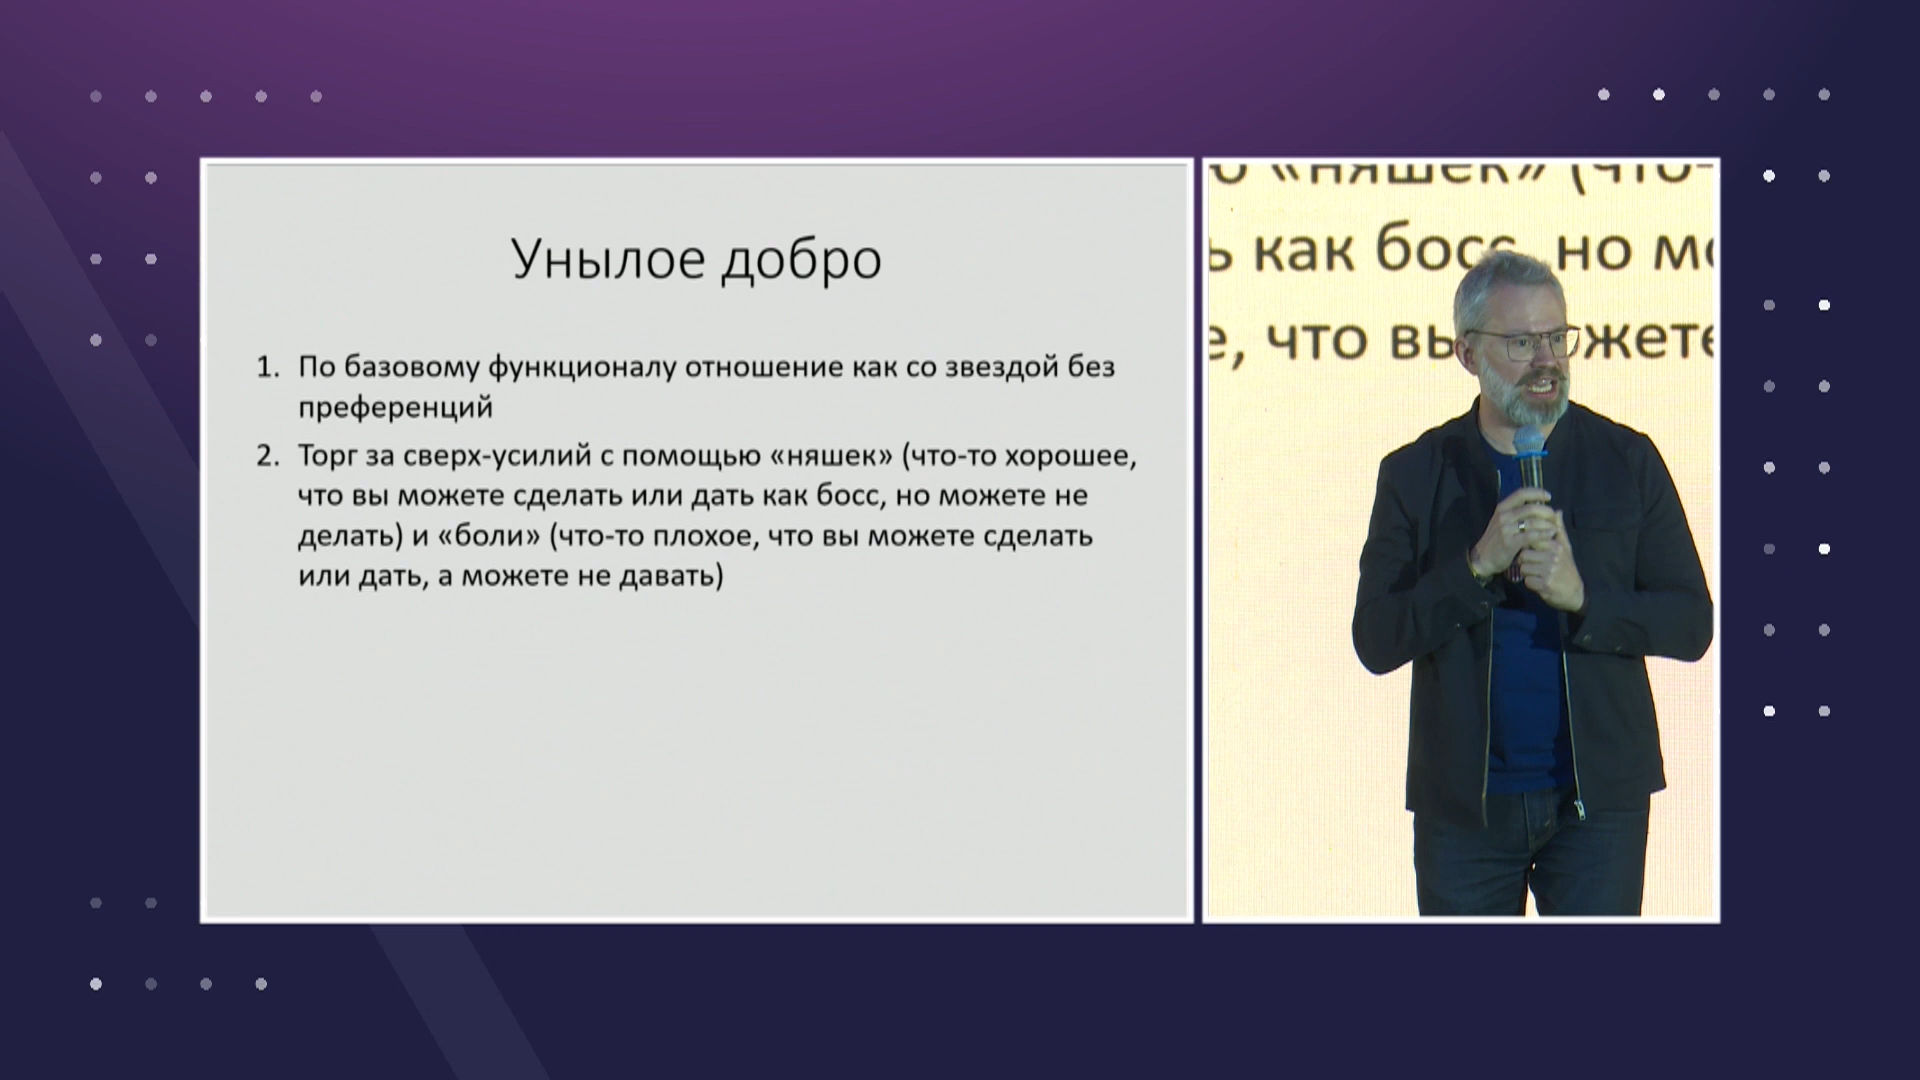 Унылое добро
1. По базовому функционалу отношение как со звездой без
преференций
2. Торг за сверх-усилий с помощью «няшек» (что-то хорошее,
что вы можете сделать или дать как босс, но можете не
делать) и «боли» (что-то плохое, что вы можете сделать
или дать, а можете не давать)
«няшек» (что-
как босс, но
что вы можете